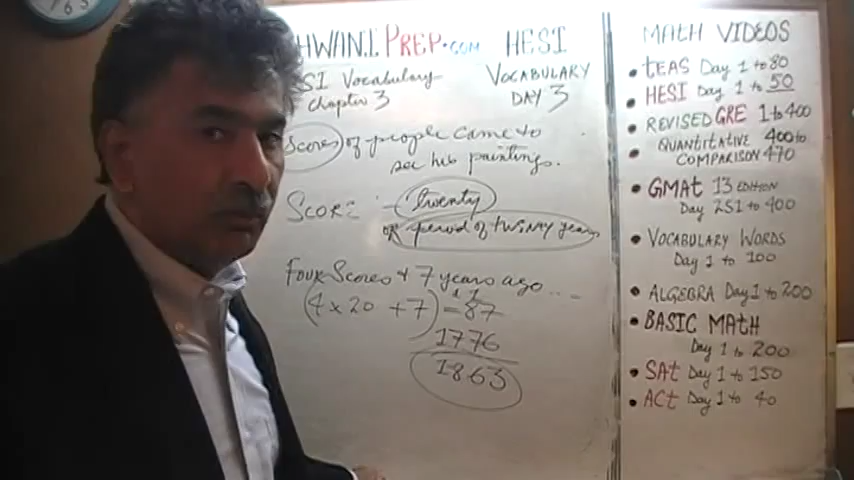 HWANI PREP.COM HESI
SI Vocabulary
Chapter 3
VOCABULARY
DAY 3
Scores of people came to
see his paintings.
SCORE :- twenty
or period of twenty years
Four Scores & 7 years ago ...
(4 x 20 + 7) = 87
1776
1863
MATH VIDEOS
TEAS Day 1 to 80
HESI Day 1 to 50
REVISED GRE 1 to 400
QUANTITATIVE 400 to
COMPARISON 470
GMAT 13 EDITION
Day 251 to 400
VOCABULARY WORDS
Day 1 to 100
ALGEBRA Day 1 to 200
BASIC MATH
Day 1 to 200
SAT Day 1 to 150
ACT Day 1 to 40